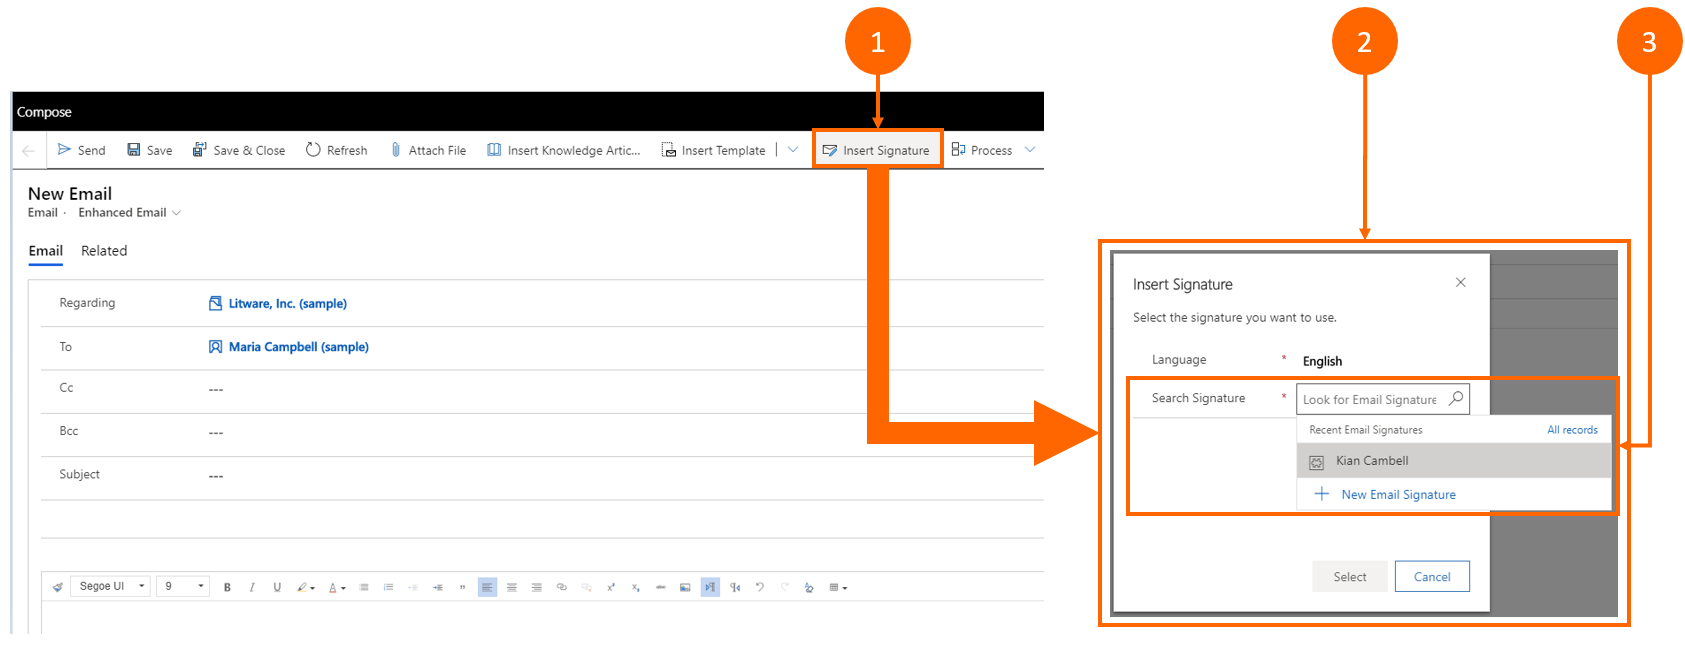 1
2
3
Compose
Send
Save
Save & Close
Refresh
Attach File
Insert Knowledge Artic...
Insert Template
Insert Signature
Process
New Email
Email · Enhanced Email
Email Related
Regarding Litware, Inc. (sample)
To Maria Campbell (sample)
Cc ---
Bcc ---
Subject ---
Segoe UI 9 B I U A
Insert Signature
Select the signature you want to use.
Language * English
Search Signature * Look for Email Signature
Recent Email Signatures All records
Kian Cambell
New Email Signature
Select Cancel